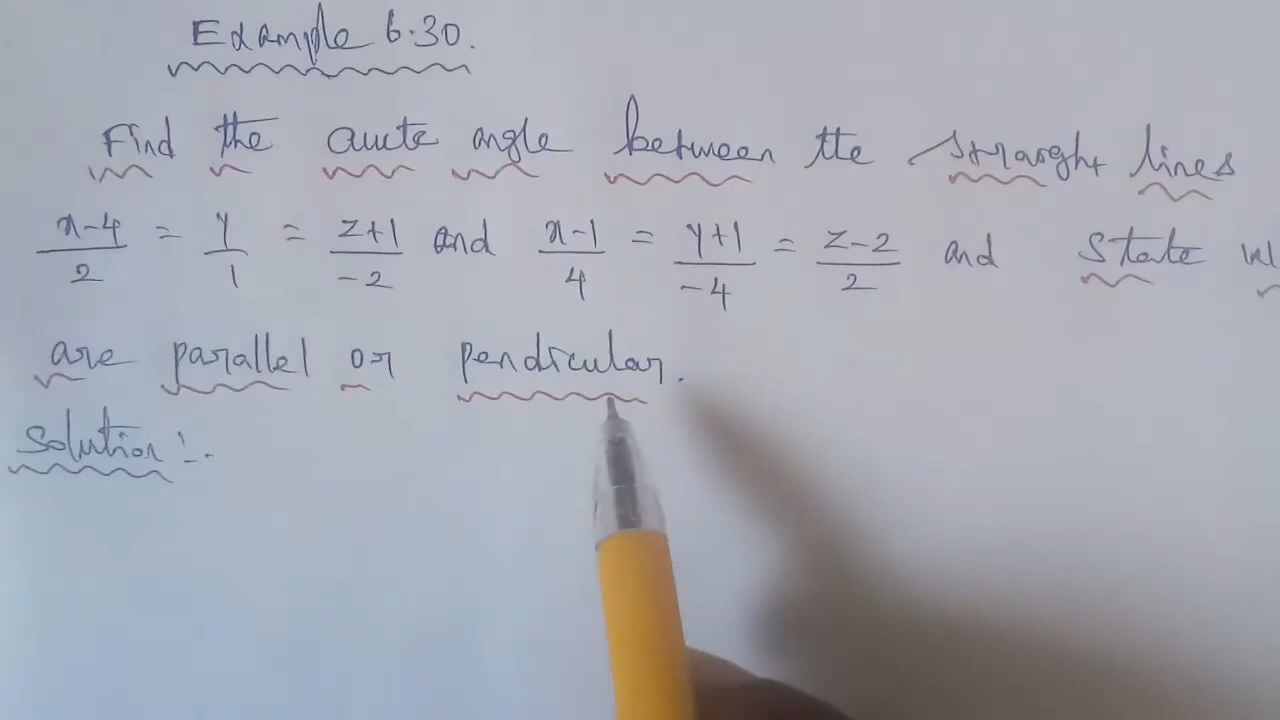 Example 6.30.
Find the acute angle between the straight lines
x-4/2 = y/1 = z+1/-2 and x-1/4 = y+1/-4 = z-2/2 and state
are parallel or pendicular.
Solution:-